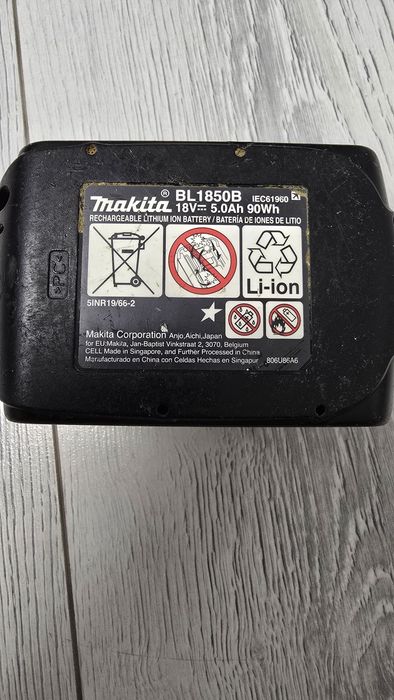 Makita® BL1850B IEC61960
18V⎓ 5.0Ah 90Wh
RECHARGEABLE LITHIUM ION BATTERY / BATERÍA DE IONES DE LITIO
Li-ion
5INR19/66-2
Makita Corporation Anjo,Aichi,Japan
for EU:Makita, Jan-Baptist Vinkstraat 2, 3070, Belgium
CELL Made in Singapore, and Further Processed in China
Manufacturado en China con Celdas Hechas en Singapur 806U86A6
>PC<